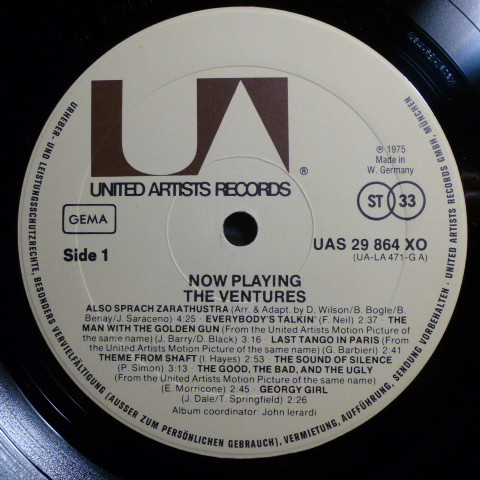 UA
®
UNITED ARTISTS RECORDS
℗ 1975
Made in
W. Germany
GEMA
ST 33
Side 1
UAS 29 864 XO
(UA-LA 471-G A)
NOW PLAYING
THE VENTURES
ALSO SPRACH ZARATHUSTRA (Arr. & Adapt. by D. Wilson/B. Bogle/B.
Beriay/J. Saraceno) 4:25 · EVERYBODY'S TALKIN' (F. Neil) 2:37 · THE
MAN WITH THE GOLDEN GUN (From the United Artists Motion Picture of
the same name) (J. Barry/D. Black) 3:16 · LAST TANGO IN PARIS (From
the United Artists Motion Picture of the same name) (G. Barbieri) 2:41
THEME FROM SHAFT (I. Hayes) 2:53 · THE SOUND OF SILENCE
(P. Simon) 3:13 · THE GOOD, THE BAD, AND THE UGLY
(From the United Artists Motion Picture of the same name)
(E. Morricone) 2:45 · GEORGY GIRL
(J. Dale/T. Springfield) 2:26
Album coordinator: John Ierardi
URHEBER- UND LEISTUNGSSCHUTZRECHTE, BESONDERS VERVIELFÄLTIGUNG (AUSSER ZUM PERSÖNLICHEN GEBRAUCH), VERMIETUNG, AUFFÜHRUNG, SENDUNG VORBEHALTEN · UNITED ARTISTS RECORDS GMBH, MÜNCHEN